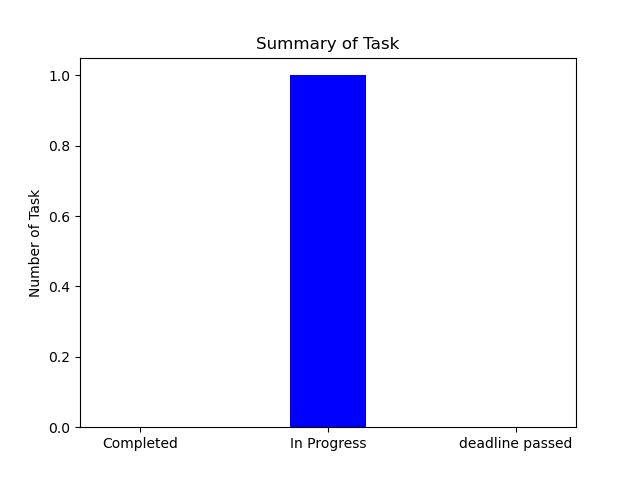 Summary of Task
Number of Task
1.0
0.8
0.6
0.4
0.2
0.0
Completed
In Progress
deadline passed